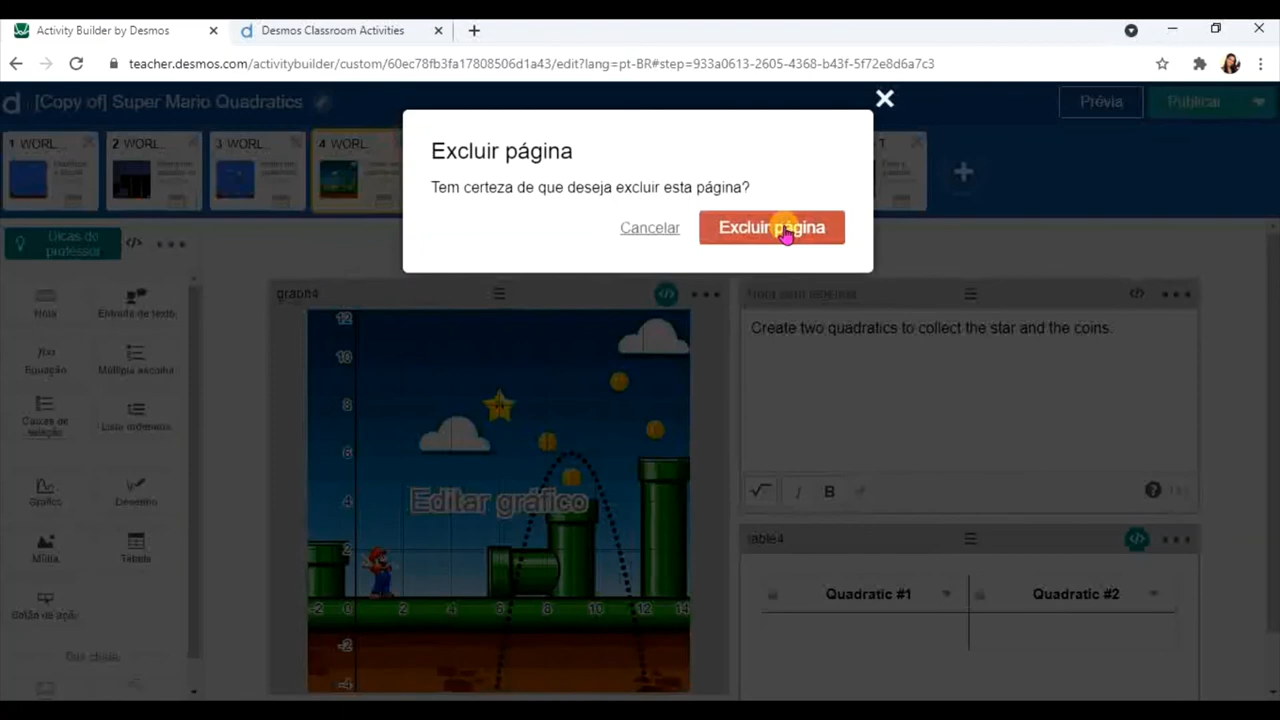 Activity Builder by Desmos
Desmos Classroom Activities
teacher.desmos.com/activitybuilder/custom/60ec78fb3fa17808506d1a43/edit?lang=pt-BR#step=933a0613-2605-4368-b43f-5f72e8d6a7c3
[Copy of] Super Mario Quadratics
Prévia
Publicar
1 WORL...
2 WORL...
3 WORL...
4 WORL...
Excluir página
Tem certeza de que deseja excluir esta página?
Cancelar
Excluir página
Dicas do professor
Nota
Entrada de texto
Equação
Múltipla escolha
Caixas de seleção
Lista ordenada
Gráfico
Desenho
Mídia
Tabela
Botão de ação
graph4
12
10
8
6
4
2
-2 0 2 4 6 8 10 12 14
-2
-4
Editar gráfico
Create two quadratics to collect the star and the coins.
B
table4
Quadratic #1
Quadratic #2